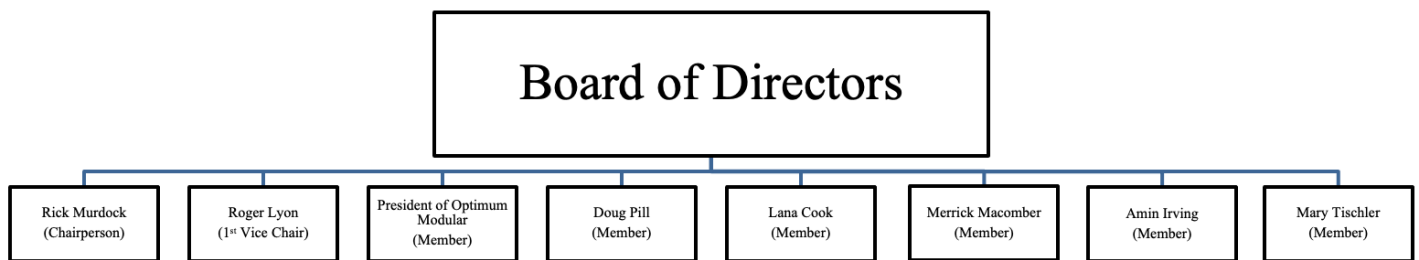 Board of Directors
Rick Murdock
(Chairperson)
Roger Lyon
(1st Vice Chair)
President of Optimum
Modular
(Member)
Doug Pill
(Member)
Lana Cook
(Member)
Merrick Macomber
(Member)
Amin Irving
(Member)
Mary Tischler
(Member)